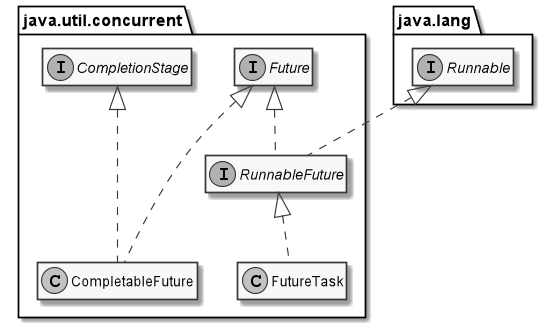 java.util.concurrent
java.lang
I CompletionStage
I Future
I Runnable
I RunnableFuture
C CompletableFuture
C FutureTask